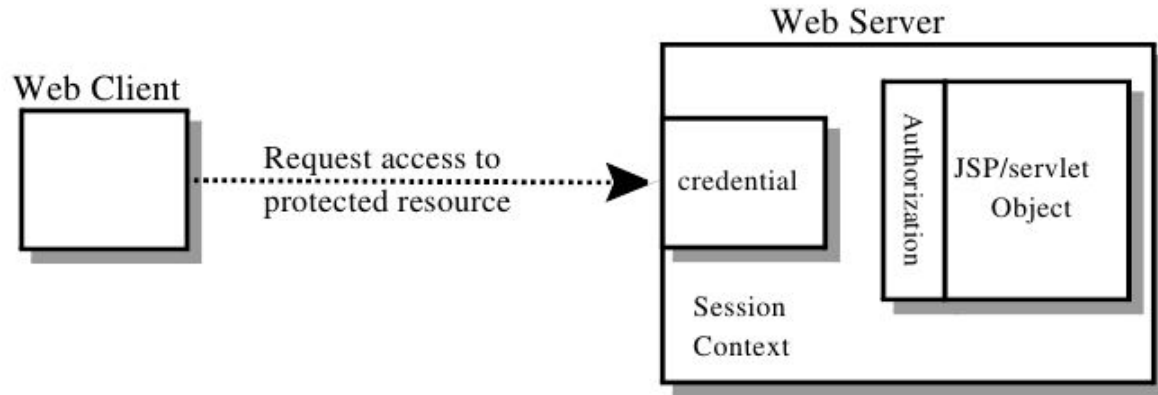 Web Server
Web Client
Request access to
protected resource
credential
Authorization
JSP/servlet
Object
Session
Context